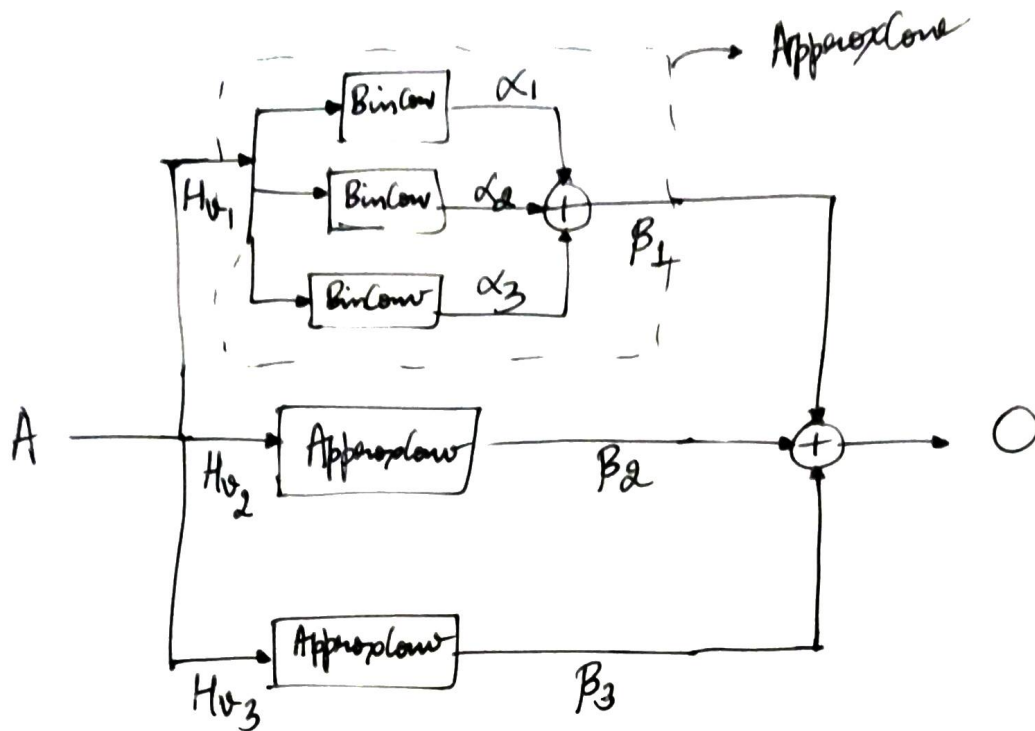 ApproxConv
BinConv α1
BinConv α2
Hv1
+
β1
BinConv α3
A
ApproxConv
+
O
Hv2
β2
ApproxConv
Hv3
β3